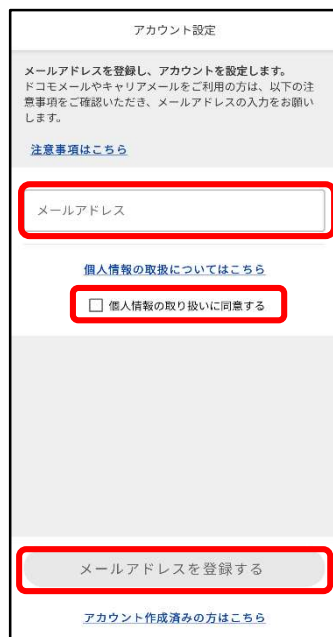 アカウント設定
メールアドレスを登録し、アカウントを設定します。
ドコモメールやキャリアメールをご利用の方は、以下の注
意事項をご確認いただき、メールアドレスの入力をお願い
します。
注意事項はこちら
メールアドレス
個人情報の取扱についてはこちら
個人情報の取り扱いに同意する
メールアドレスを登録する
アカウント作成済みの方はこちら